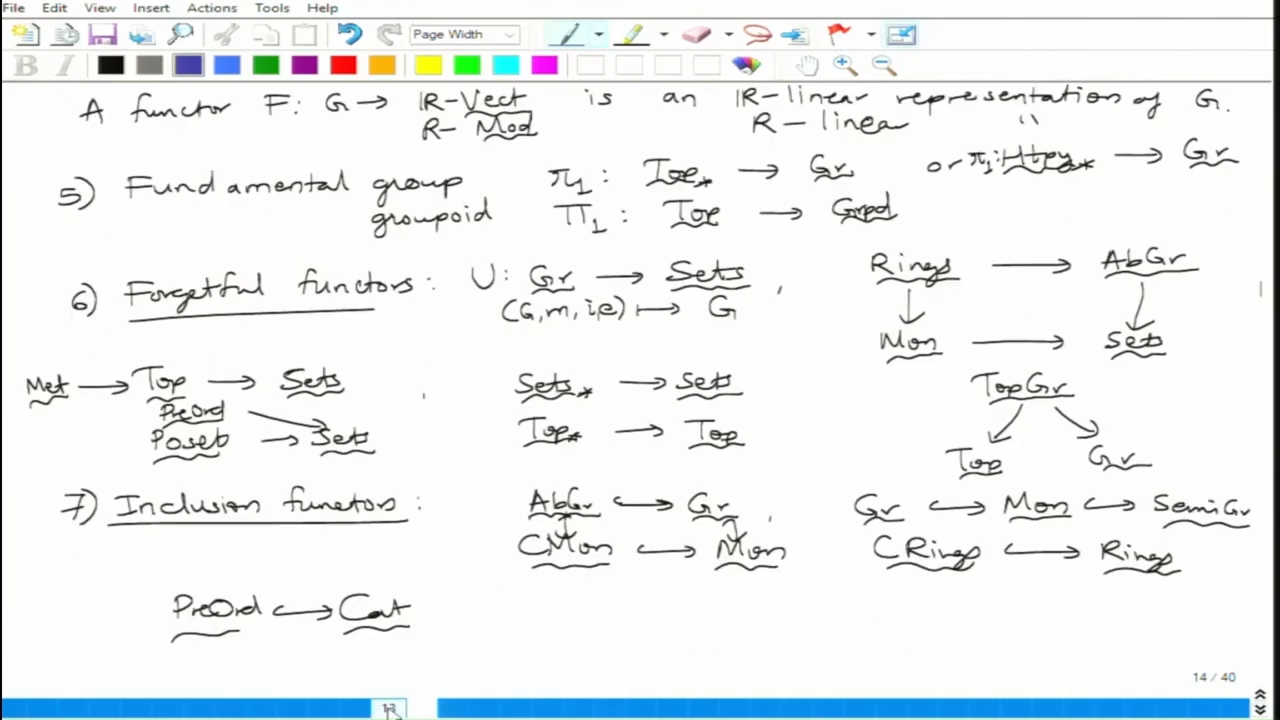 File Edit View Insert Actions Tools Help
Page Width
B I
A functor F: G → ℝ-Vect is an ℝ-linear representation of G.
R-Mod R-linear "
5) Fundamental group π₁: Top* → Gr or π₁: Htpy* → Gr
groupoid Π₁: Top → Grpd
6) Forgetful functors: U: Gr → Sets, Rings → AbGr
(G,m,i,e) ↦ G
↓ ↓
Mon → Sets
Met → Top → Sets Sets* → Sets TopGr
PreOrd ↘
Poset → Sets Top* → Top ↙ ↘
Top Gr
7) Inclusion functors: AbGr ↪ Gr, Gr ↪ Mon ↪ SemiGr
CMon ↪ Mon CRings ↪ Rings
PreOrd ↪ Cat
14 / 40
13